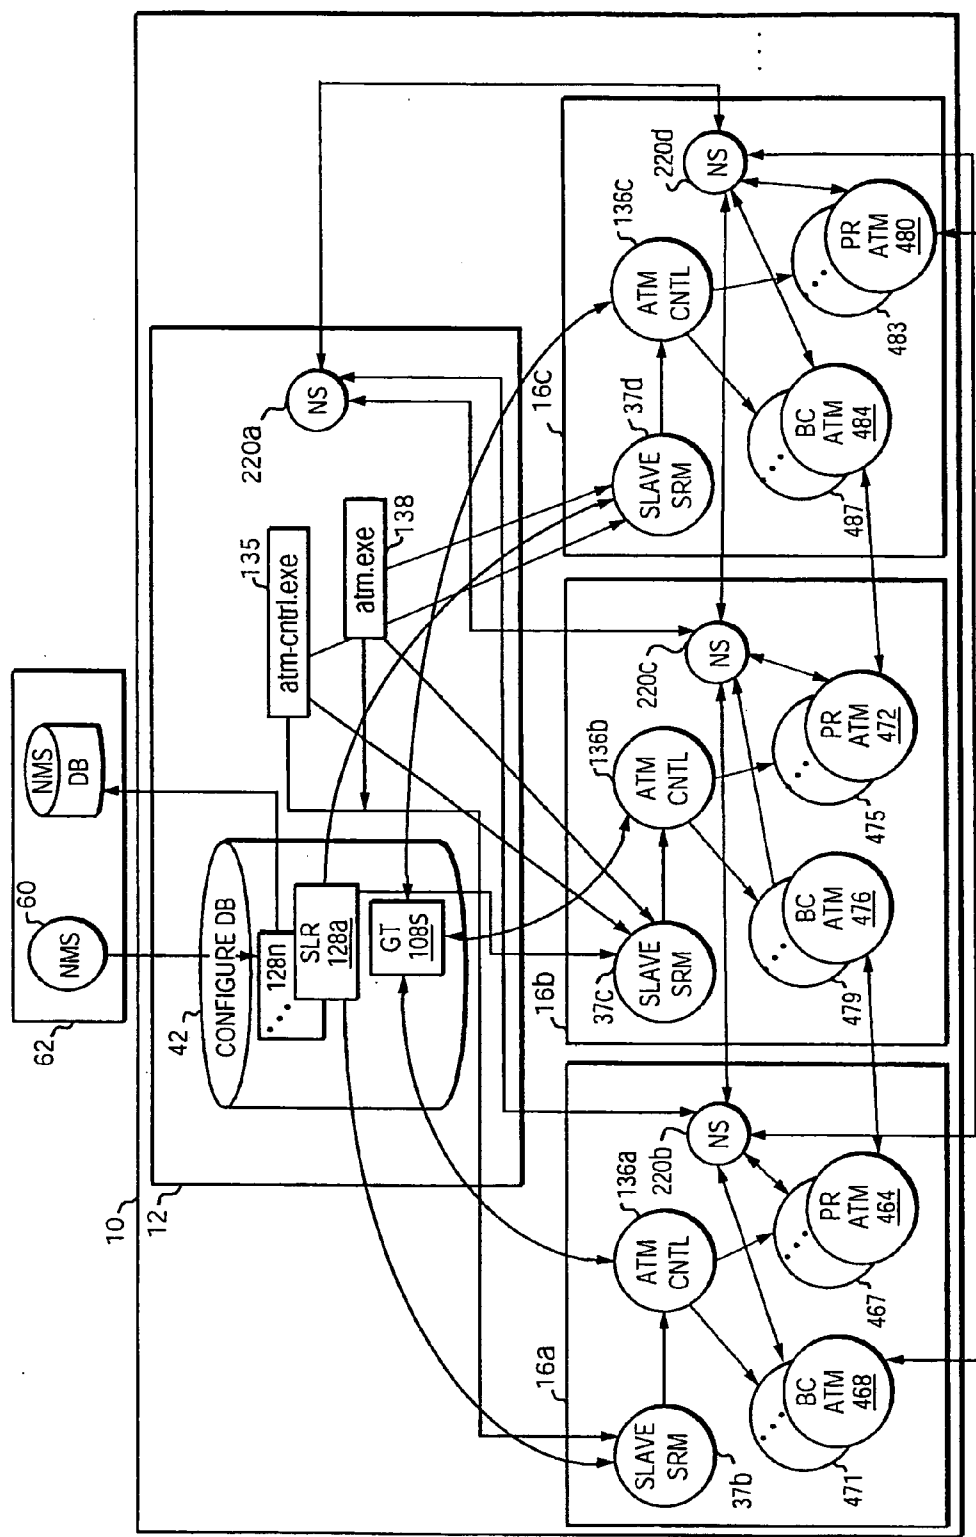 62
60
NMS
NMS
DB
10
12
42
CONFIGURE DB
128n
SLR
128a
GT
108s
135
atm-cntrl.exe
atm.exe
138
220a
NS
16a
SLAVE
SRM
37b
ATM
CNTL
136a
220b
NS
BC
ATM
468
471
PR
ATM
464
467
16b
SLAVE
SRM
37C
ATM
CNTL
136b
220C
NS
BC
ATM
476
479
PR
ATM
472
475
16C
SLAVE
SRM
37d
ATM
CNTL
136C
220d
NS
BC
ATM
484
487
PR
ATM
480
483